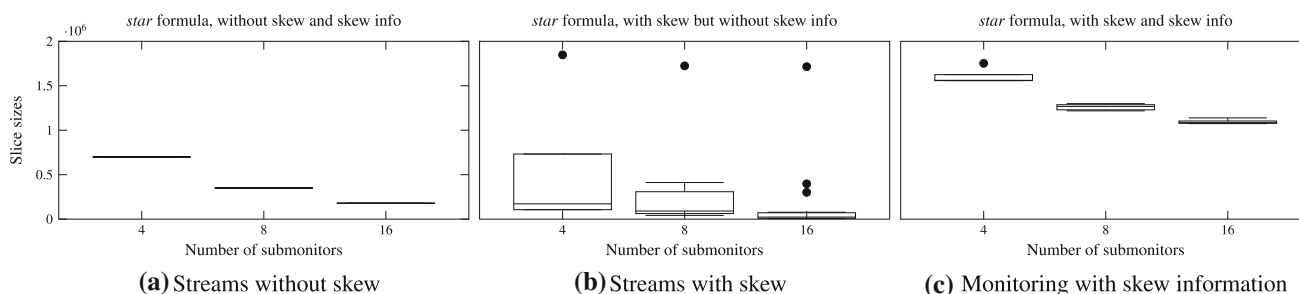 star formula, without skew and skew info
star formula, with skew but without skew info
star formula, with skew and skew info
·10⁶
2
1.5
1
0.5
0
Slice sizes
4 8 16
4 8 16
4 8 16
Number of submonitors
Number of submonitors
Number of submonitors
(a) Streams without skew
(b) Streams with skew
(c) Monitoring with skew information